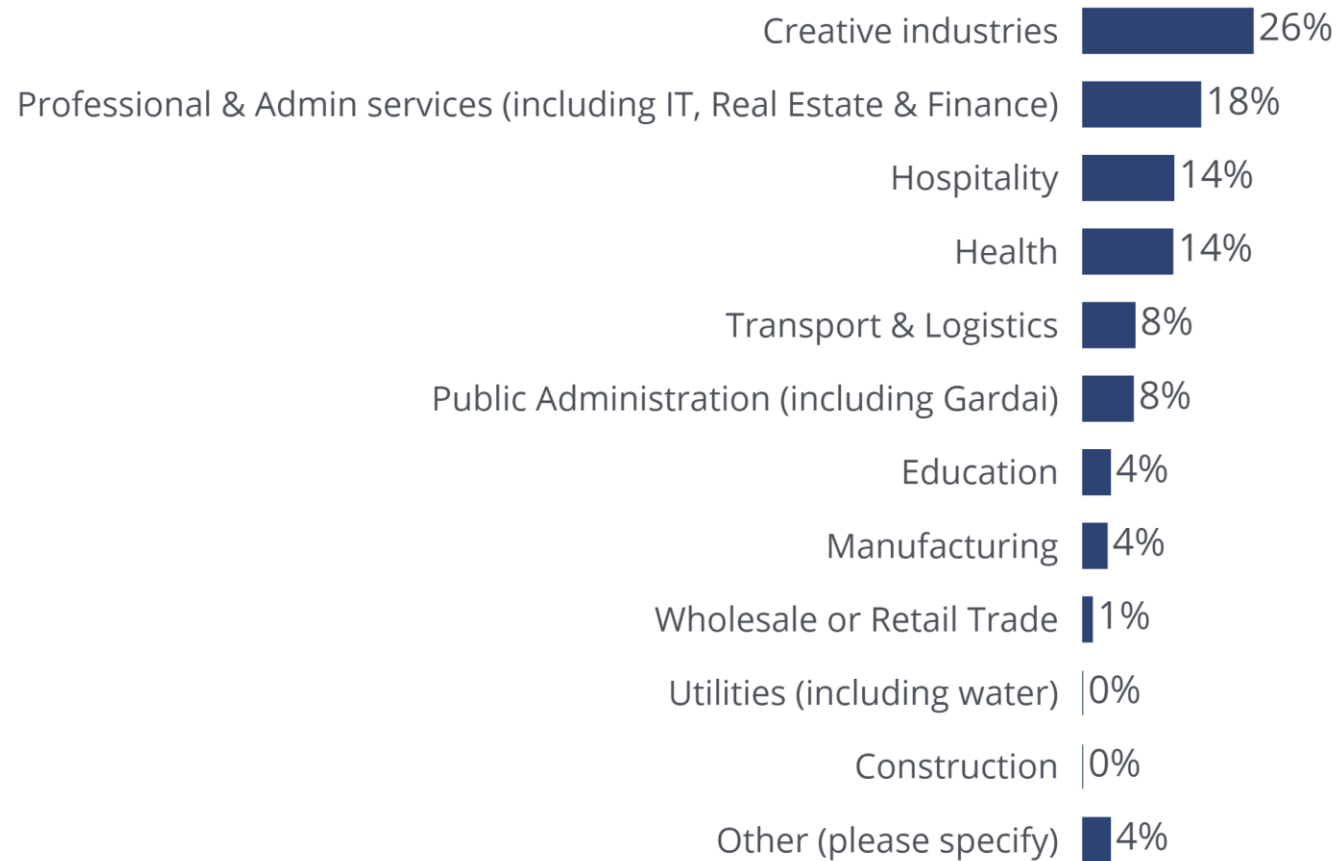 Creative industries 26%
Professional & Admin services (including IT, Real Estate & Finance) 18%
Hospitality 14%
Health 14%
Transport & Logistics 8%
Public Administration (including Gardai) 8%
Education 4%
Manufacturing 4%
Wholesale or Retail Trade 1%
Utilities (including water) 0%
Construction 0%
Other (please specify) 4%